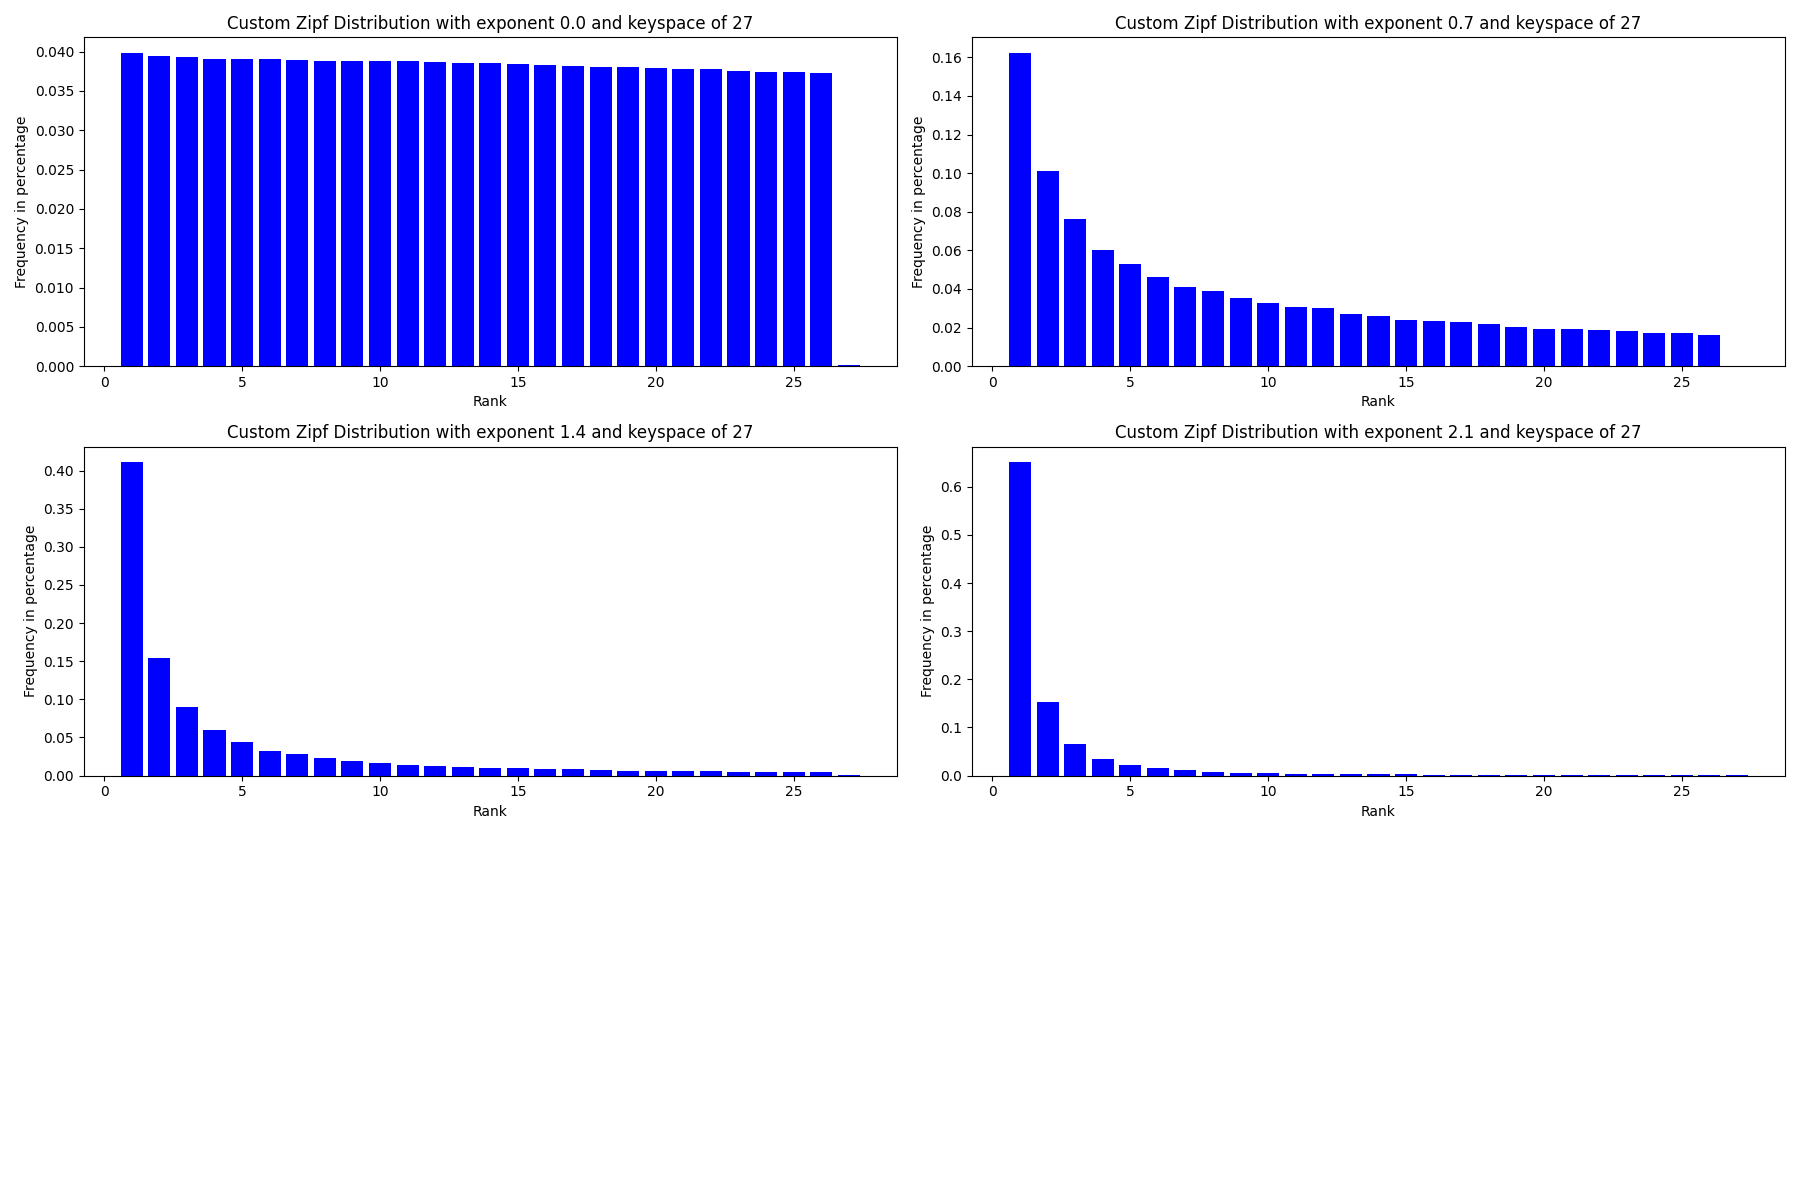 Custom Zipf Distribution with exponent 0.0 and keyspace of 27
Frequency in percentage
0.040
0.035
0.030
0.025
0.020
0.015
0.010
0.005
0.000
0 5 10 15 20 25
Rank
Custom Zipf Distribution with exponent 0.7 and keyspace of 27
Frequency in percentage
0.16
0.14
0.12
0.10
0.08
0.06
0.04
0.02
0.00
0 5 10 15 20 25
Rank
Custom Zipf Distribution with exponent 1.4 and keyspace of 27
Frequency in percentage
0.40
0.35
0.30
0.25
0.20
0.15
0.10
0.05
0.00
0 5 10 15 20 25
Rank
Custom Zipf Distribution with exponent 2.1 and keyspace of 27
Frequency in percentage
0.6
0.5
0.4
0.3
0.2
0.1
0.0
0 5 10 15 20 25
Rank